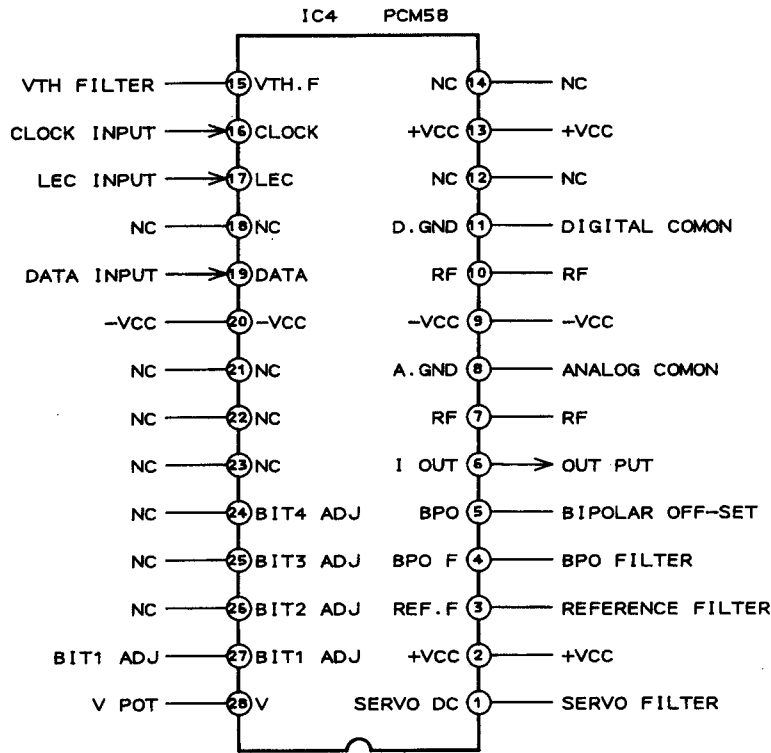 IC4 PCM58
VTH FILTER 15 VTH.F NC 14 NC
CLOCK INPUT 16 CLOCK +VCC 13 +VCC
LEC INPUT 17 LEC NC 12 NC
NC 18 NC D.GND 11 DIGITAL COMON
DATA INPUT 19 DATA RF 10 RF
-VCC 20 -VCC -VCC 9 -VCC
NC 21 NC A.GND 8 ANALOG COMON
NC 22 NC RF 7 RF
NC 23 NC I OUT 6 OUT PUT
NC 24 BIT4 ADJ BPO 5 BIPOLAR OFF-SET
NC 25 BIT3 ADJ BPO F 4 BPO FILTER
NC 26 BIT2 ADJ REF.F 3 REFERENCE FILTER
BIT1 ADJ 27 BIT1 ADJ +VCC 2 +VCC
V POT 28 V SERVO DC 1 SERVO FILTER